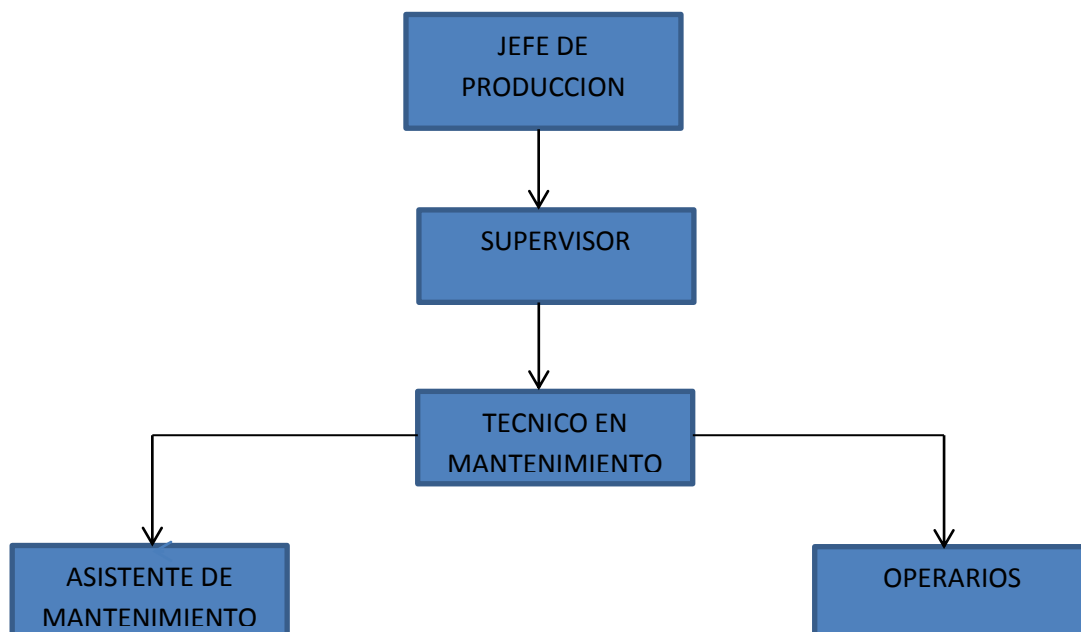 JEFE DE
PRODUCCION
SUPERVISOR
TECNICO EN
MANTENIMIENTO
ASISTENTE DE
MANTENIMIENTO
OPERARIOS